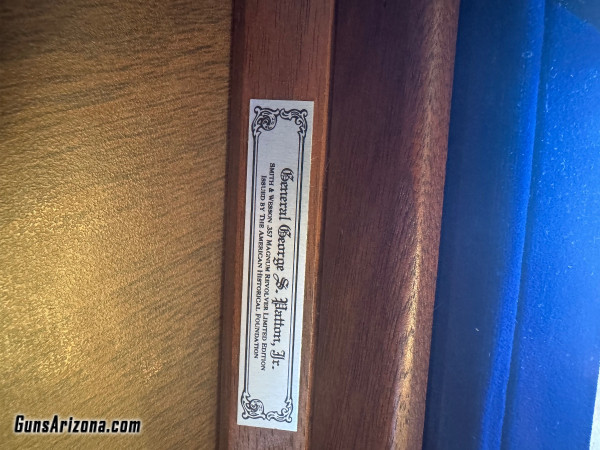 General George S. Patton, Jr.
Smith & Wesson .357 Magnum Revolver Limited Edition
Issued by The American Historical Foundation
GunsArizona.com